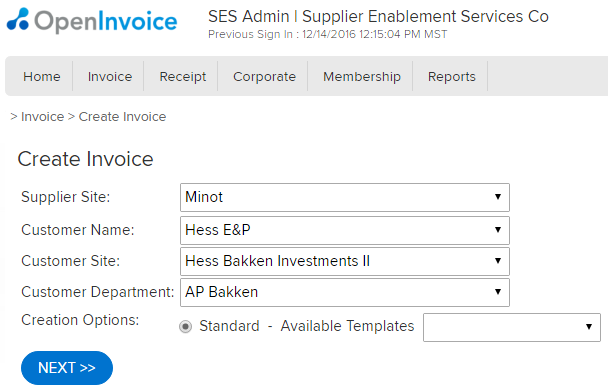 OpenInvoice
SES Admin | Supplier Enablement Services Co
Previous Sign In : 12/14/2016 12:15:04 PM MST
Home Invoice Receipt Corporate Membership Reports
> Invoice > Create Invoice
Create Invoice
Supplier Site: Minot
Customer Name: Hess E&P
Customer Site: Hess Bakken Investments II
Customer Department: AP Bakken
Creation Options: Standard - Available Templates
NEXT >>